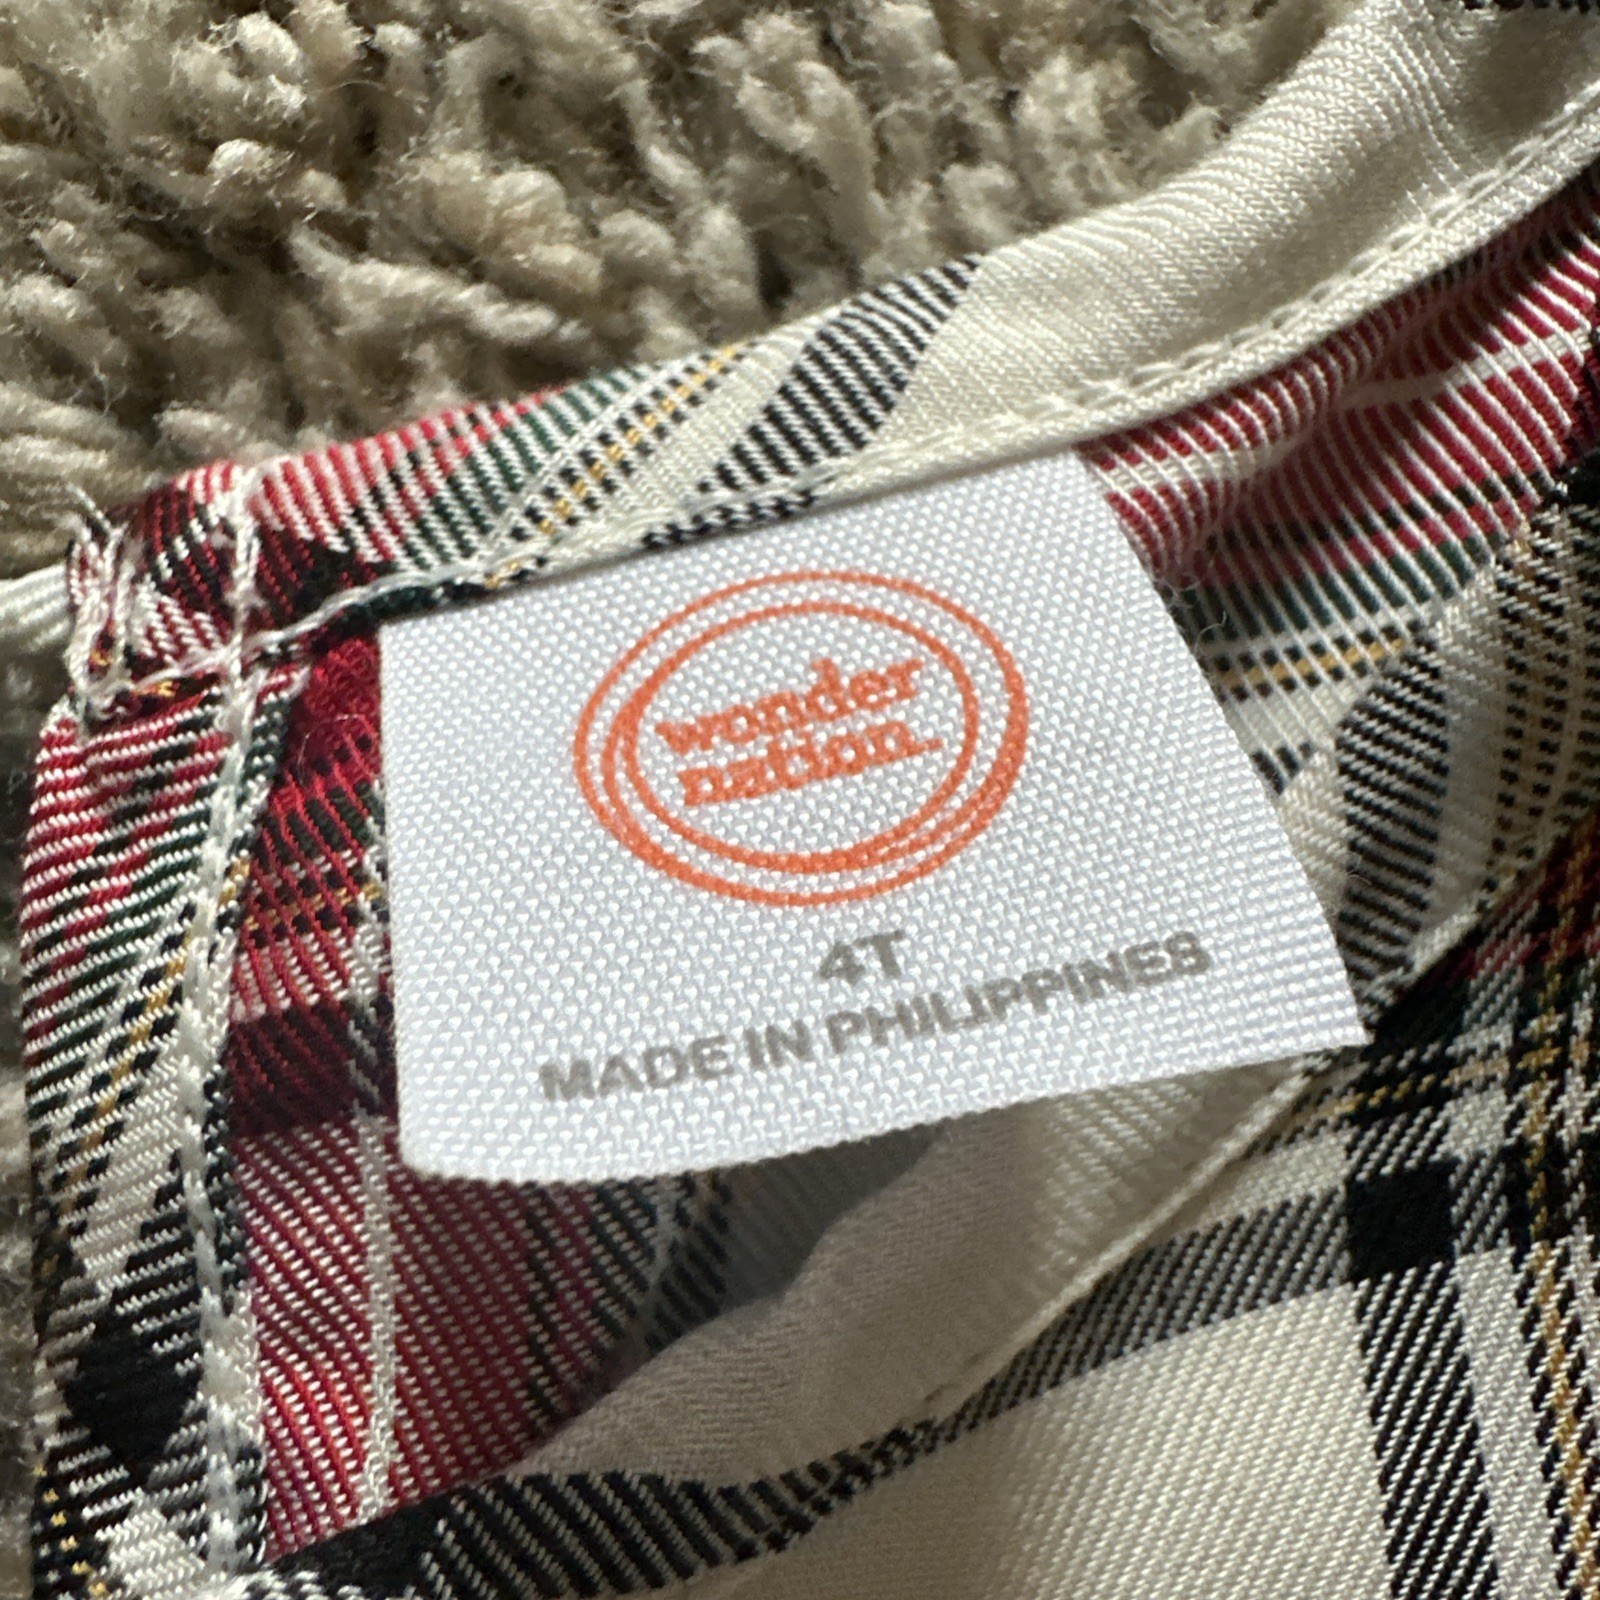 wonder
nation.
4T
MADE IN PHILIPPINES